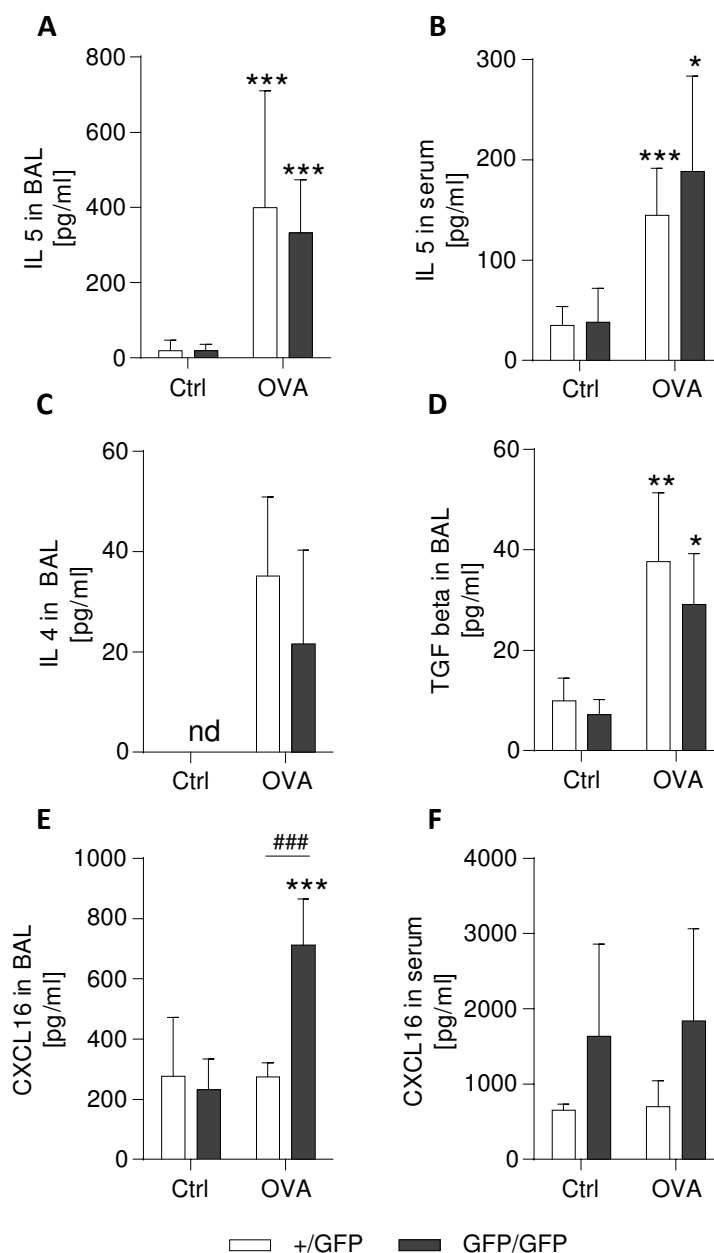 A
IL 5 in BAL
[pg/ml]
800
600
400
200
0
***
***
Ctrl
OVA
B
IL 5 in serum
[pg/ml]
300
200
100
0
***
*
Ctrl
OVA
C
IL 4 in BAL
[pg/ml]
60
40
20
0
nd
Ctrl
OVA
D
TGF beta in BAL
[pg/ml]
60
40
20
0
**
*
Ctrl
OVA
E
CXCL16 in BAL
[pg/ml]
1000
800
600
400
200
0
###
***
Ctrl
OVA
F
CXCL16 in serum
[pg/ml]
4000
3000
2000
1000
0
Ctrl
OVA
+/GFP
GFP/GFP